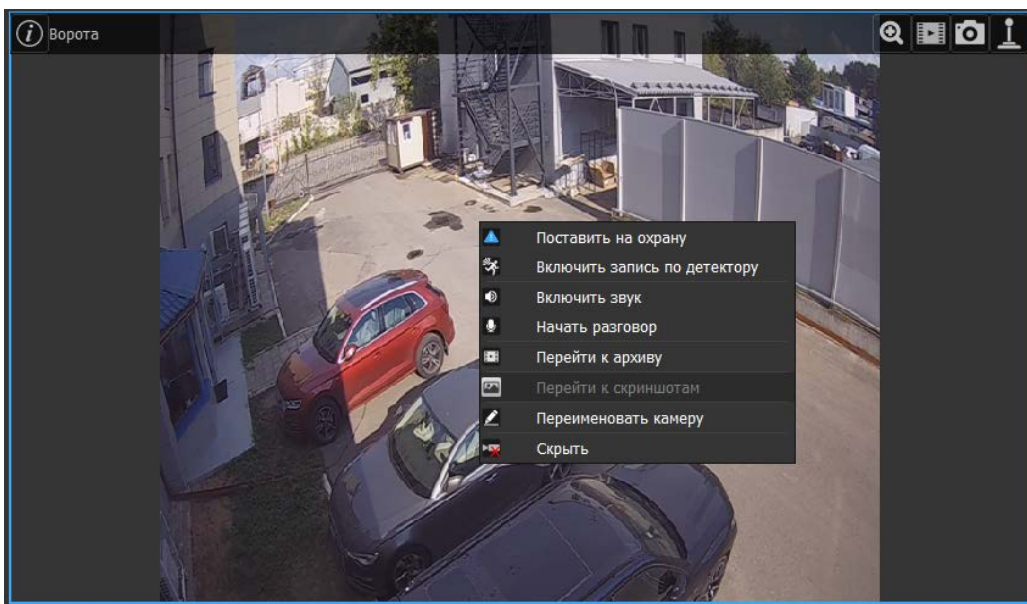 Ворота
Поставить на охрану
Включить запись по детектору
Включить звук
Начать разговор
Перейти к архиву
Перейти к скриншотам
Переименовать камеру
Скрыть